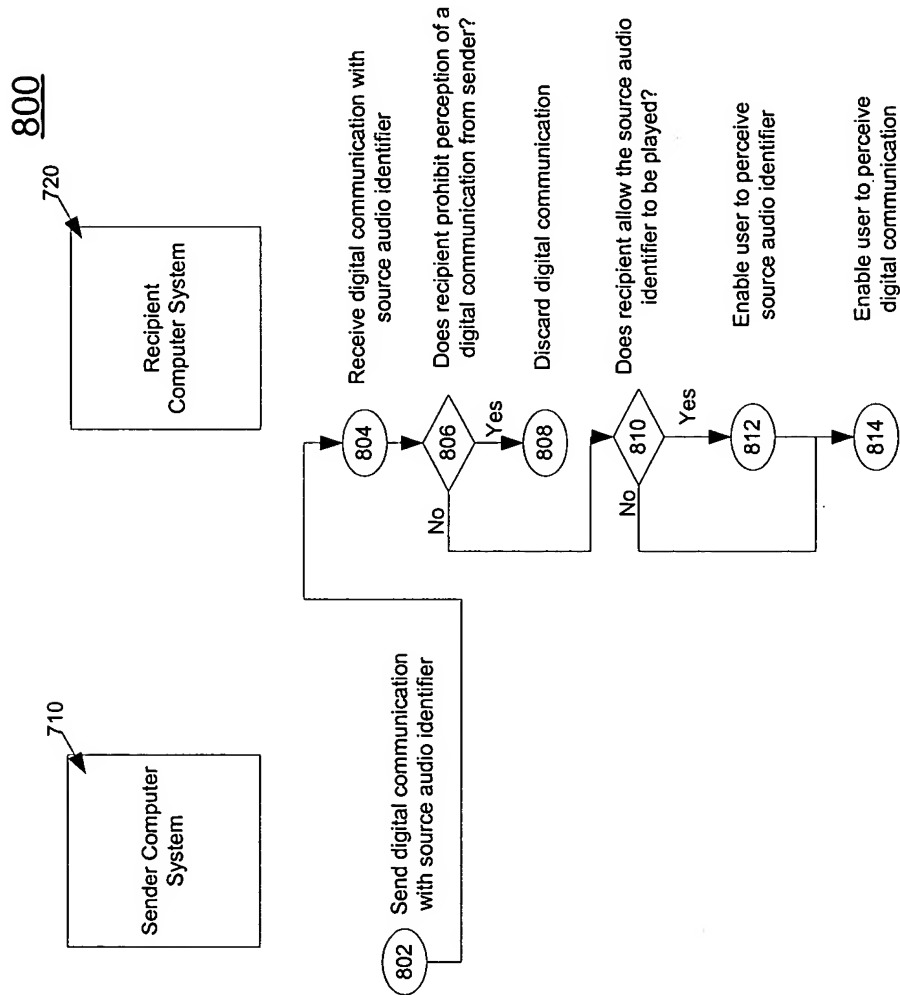 800
710
Sender Computer
System
720
Recipient
Computer System
802
Send digital communication
with source audio identifier
804
Receive digital communication with
source audio identifier
806
Does recipient prohibit perception of a
digital communication from sender?
No
Yes
808
Discard digital communication
810
Does recipient allow the source audio
identifier to be played?
No
Yes
812
Enable user to perceive
source audio identifier
814
Enable user to perceive
digital communication